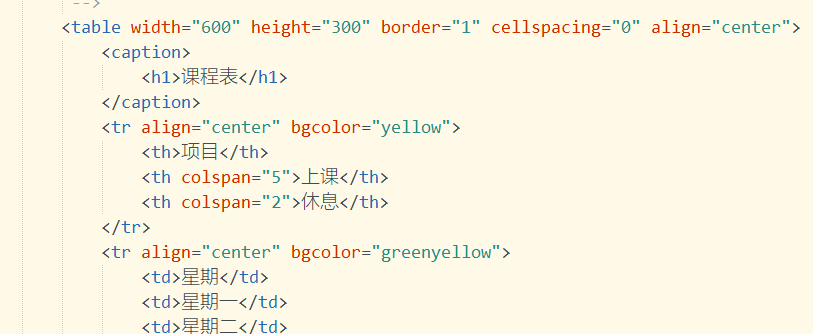 -->
<table width="600" height="300" border="1" cellspacing="0" align="center">
<caption>
<h1>课程表</h1>
</caption>
<tr align="center" bgcolor="yellow">
<th>项目</th>
<th colspan="5">上课</th>
<th colspan="2">休息</th>
</tr>
<tr align="center" bgcolor="greenyellow">
<td>星期</td>
<td>星期一</td>
<td>星期二</td>